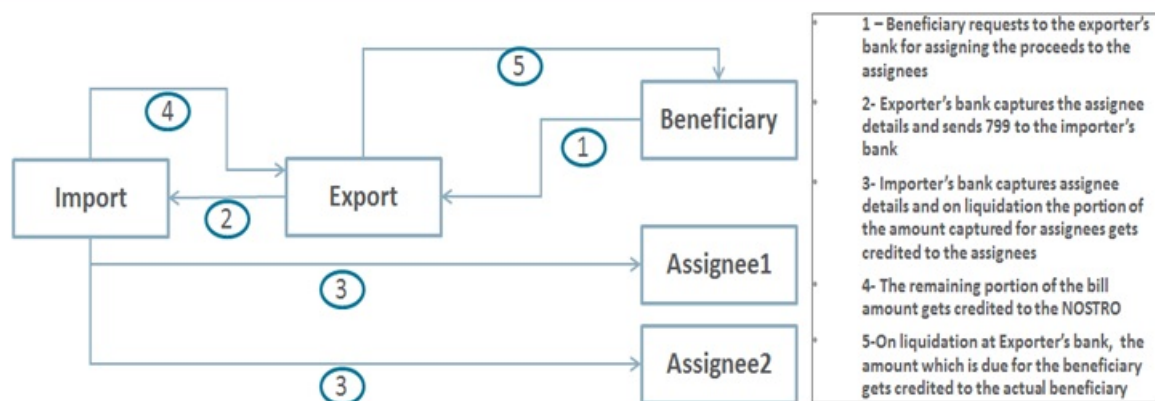 5
4
Beneficiary
1
Import
Export
2
Assignee1
3
Assignee2
3
1 – Beneficiary requests to the exporter's
bank for assigning the proceeds to the
assignees
2- Exporter's bank captures the assignee
details and sends 799 to the importer's
bank
3- Importer's bank captures assignee
details and on liquidation the portion of
the amount captured for assignees gets
credited to the assignees
4- The remaining portion of the bill
amount gets credited to the NOSTRO
5-On liquidation at Exporter's bank, the
amount which is due for the beneficiary
gets credited to the actual beneficiary